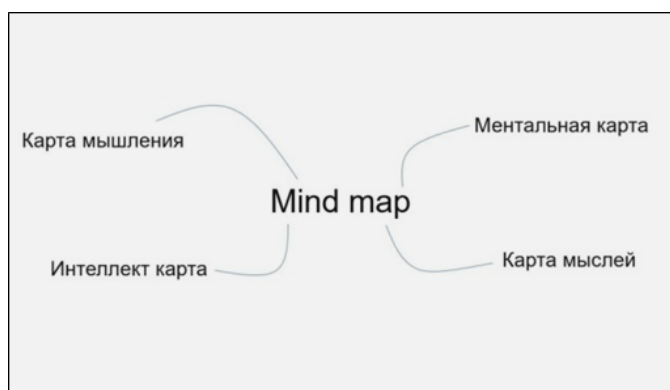 Карта мышления
Ментальная карта
Mind map
Интеллект карта
Карта мыслей